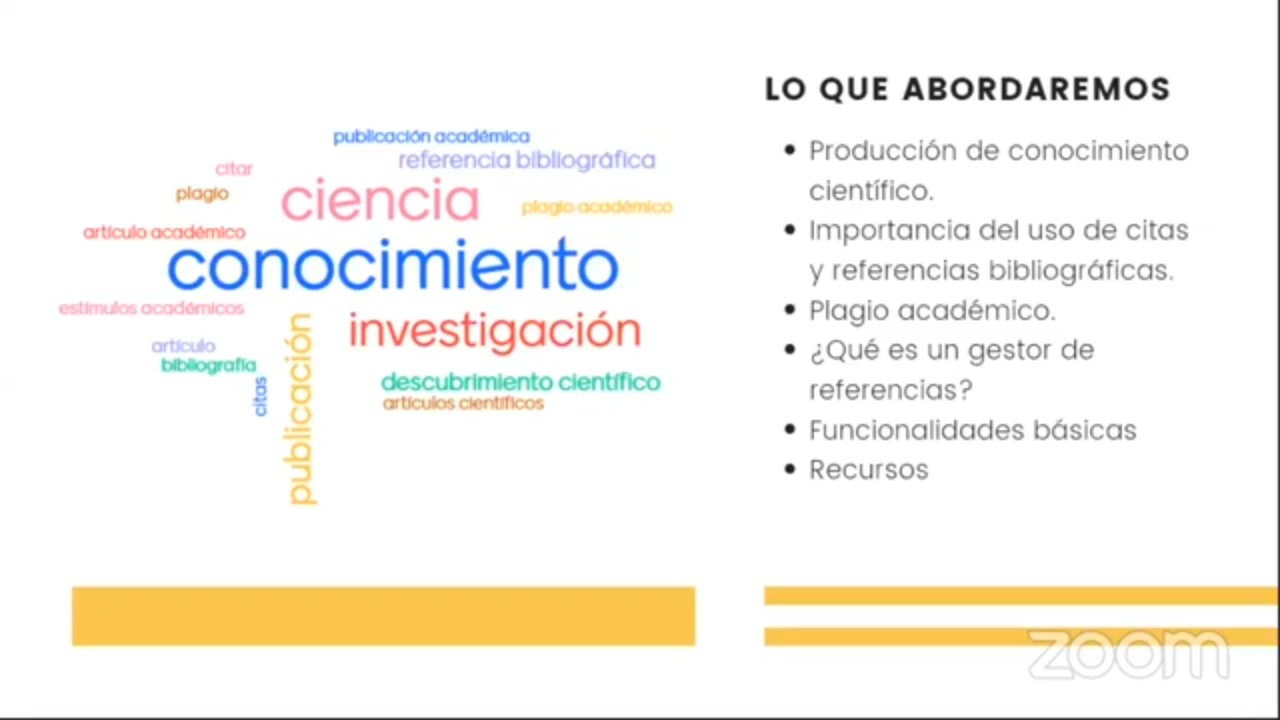 publicación académica
referencia bibliográfica
citar
ciencia
plagio
plagio académico
artículo académico
conocimiento
estímulos académicos
publicación
investigación
artículo
bibliografía
citas
descubrimiento científico
artículos científicos
LO QUE ABORDAREMOS
• Producción de conocimiento
científico.
• Importancia del uso de citas
y referencias bibliográficas.
• Plagio académico.
• ¿Qué es un gestor de
referencias?
• Funcionalidades básicas
• Recursos
zoom